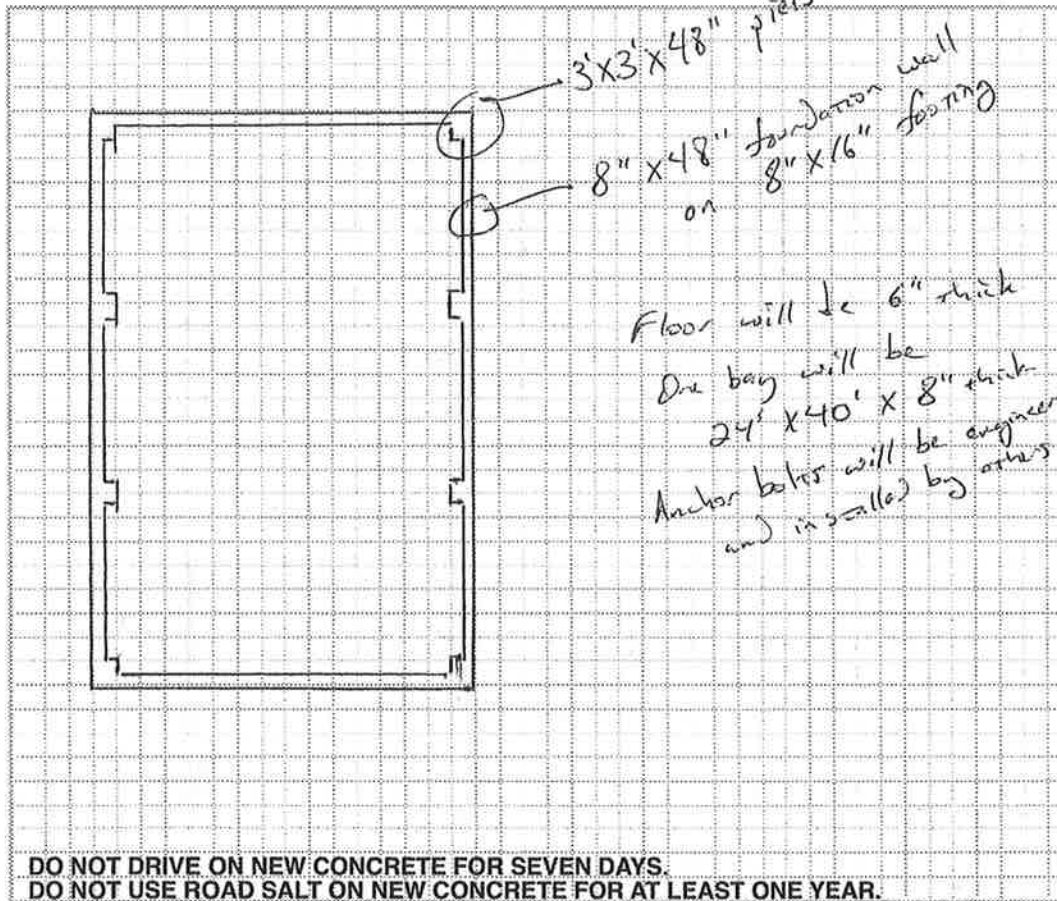 3'X3'X48" piers
8" X48" foundation wall
on 8"X16" footing
Floor will be 6" thick
One bay will be
24' X40' X 8" thick
Anchor bolts will be engineer
and installed by others
DO NOT DRIVE ON NEW CONCRETE FOR SEVEN DAYS.
DO NOT USE ROAD SALT ON NEW CONCRETE FOR AT LEAST ONE YEAR.